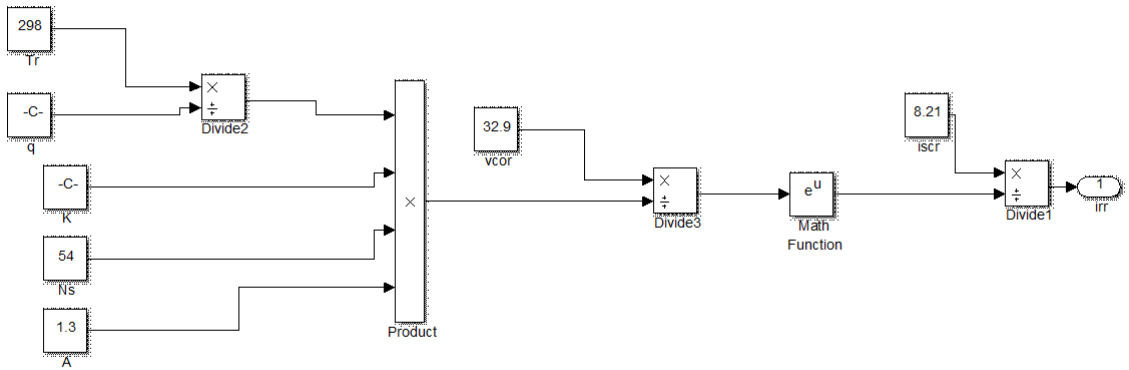 298
Tr
-C-
q
×
÷
Divide2
-C-
K
54
Ns
1.3
A
×
Product
32.9
vcor
×
÷
Divide3
e^u
Math
Function
8.21
iscr
×
÷
Divide1
1
irr